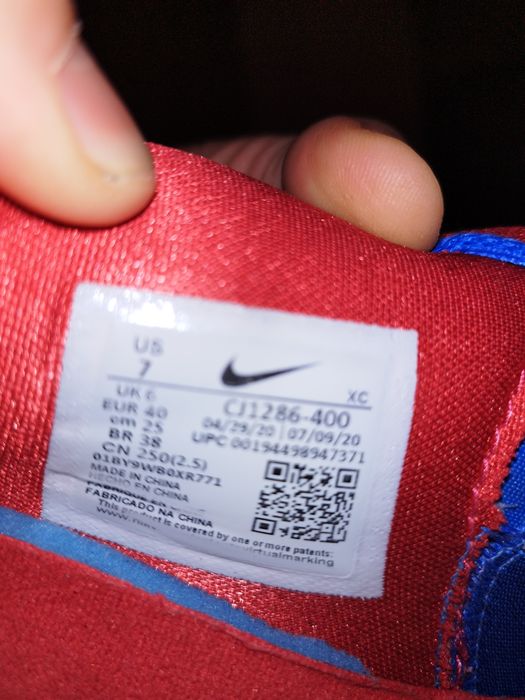 US
7
XC
UK 6
EUR 40
cm 25
BR 38
CN 250(2.5)
01BY9WB0XR771
CJ1286-400
04/29/20 07/09/20
UPC 00194498947371
MADE IN CHINA
HECHO EN CHINA
FABRIQUE EN
FABRICADO NA CHINA
This product is covered by one or more patents:
virtualmarking